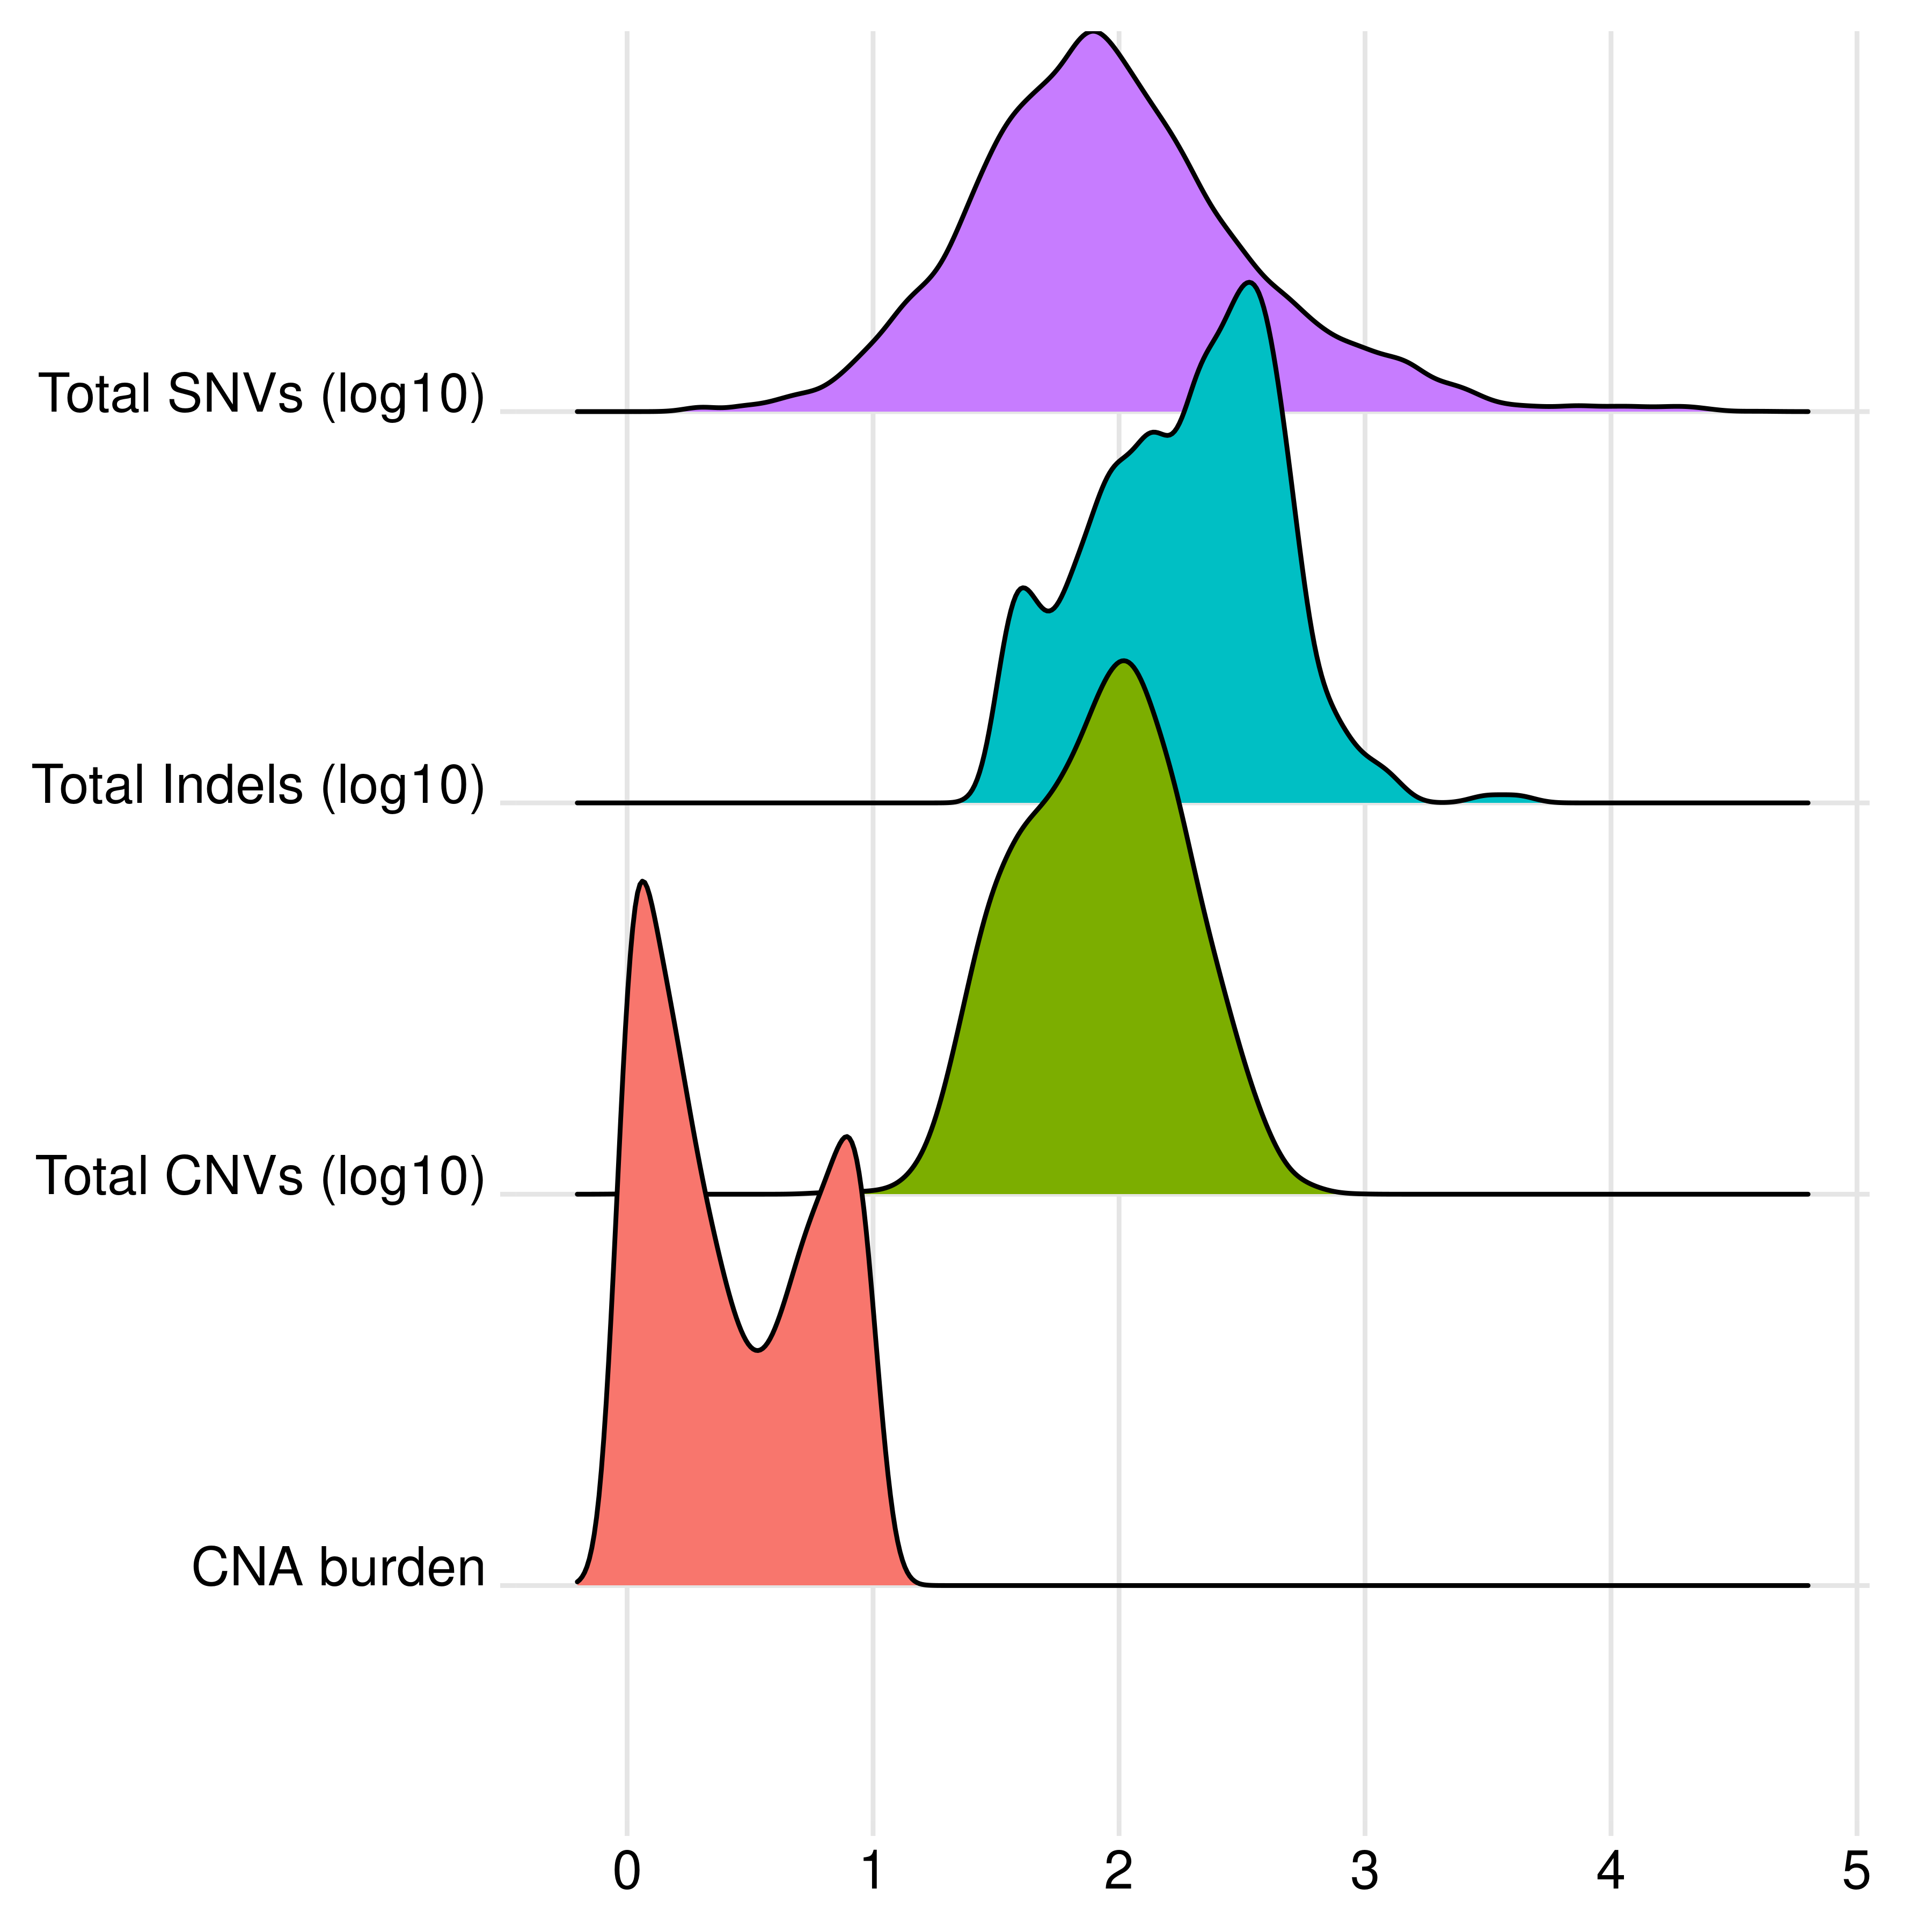 Total SNVs (log10)
Total Indels (log10)
Total CNVs (log10)
CNA burden
0 1 2 3 4 5